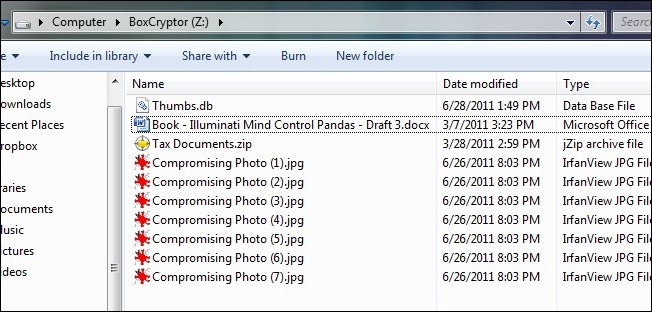 Computer BoxCryptor (Z:) Sear
e Include in library Share with Burn New folder
Name Date modified Type
esktop
ownloads
ecent Places
ropbox
braries
ocuments
usic
ictures
ideos
Thumbs.db 6/28/2011 1:49 PM Data Base File
Book - Illuminati Mind Control Pandas - Draft 3.docx 3/7/2011 3:23 PM Microsoft Office
Tax Documents.zip 3/28/2011 2:59 PM jZip archive file
Compromising Photo (1).jpg 6/26/2011 8:03 PM IrfanView JPG File
Compromising Photo (2).jpg 6/26/2011 8:03 PM IrfanView JPG File
Compromising Photo (3).jpg 6/26/2011 8:03 PM IrfanView JPG File
Compromising Photo (4).jpg 6/26/2011 8:03 PM IrfanView JPG File
Compromising Photo (5).jpg 6/26/2011 8:03 PM IrfanView JPG File
Compromising Photo (6).jpg 6/26/2011 8:03 PM IrfanView JPG File
Compromising Photo (7).jpg 6/26/2011 8:03 PM IrfanView JPG File